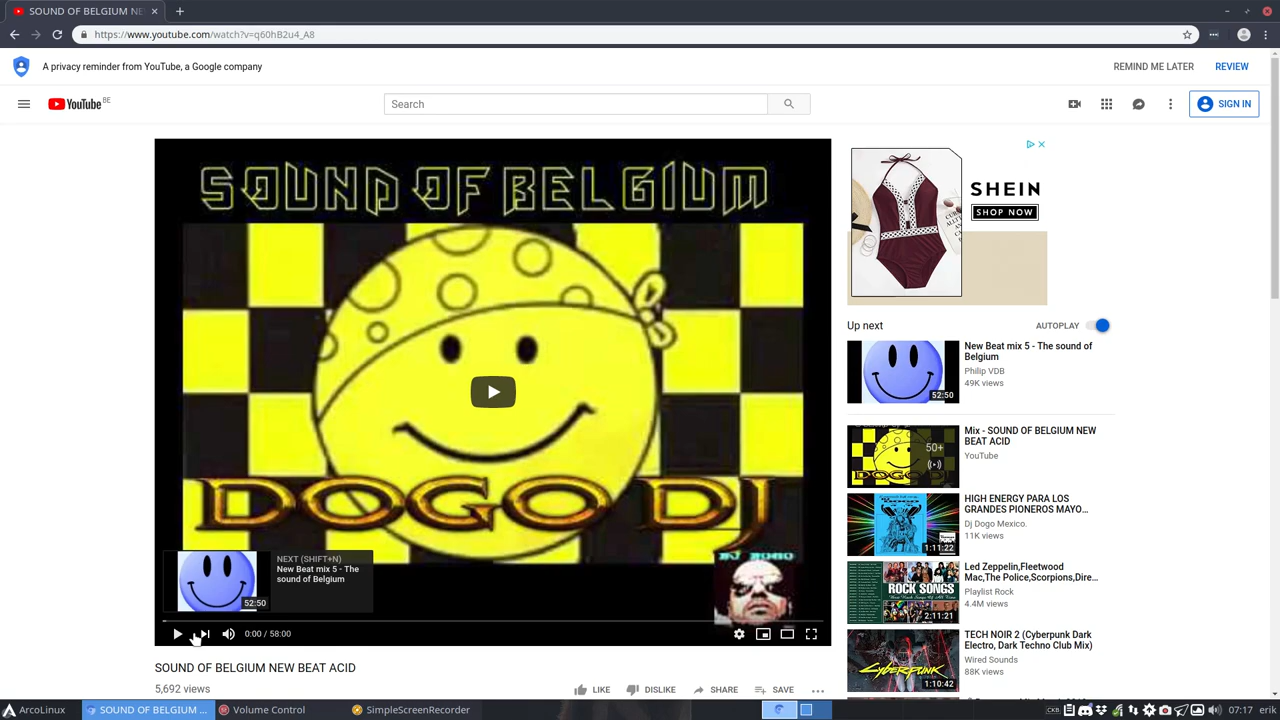 SOUND OF BELGIUM NE
https://www.youtube.com/watch?v=q60hB2u4_A8
A privacy reminder from YouTube, a Google company
REMIND ME LATER
REVIEW
YouTube BE
Search
SIGN IN
SOUND OF BELGIUM
DOGO DJ
DJ DOGO
NEXT (SHIFT+N)
New Beat mix 5 - The
sound of Belgium
52:50
0:00 / 58:00
SOUND OF BELGIUM NEW BEAT ACID
5,692 views
LIKE
DISLIKE
SHARE
SAVE
SHEIN
SHOP NOW
Up next
AUTOPLAY
New Beat mix 5 - The sound of
Belgium
Philip VDB
49K views
52:50
Mix - SOUND OF BELGIUM NEW
BEAT ACID
YouTube
50+
DOGO DJ
HIGH ENERGY PARA LOS
GRANDES PIONEROS MAYO...
Dj Dogo Mexico.
11K views
1:11:22
Led Zeppelin,Fleetwood
Mac,The Police,Scorpions,Dire...
Playlist Rock
4.4M views
ROCK SONGS
2:11:21
TECH NOIR 2 (Cyberpunk Dark
Electro, Dark Techno Club Mix)
Wired Sounds
88K views
CYBERPUNK
1:10:42
ArcoLinux
SOUND OF BELGIUM ...
Volume Control
SimpleScreenRecorder
CKB
07:17
erik